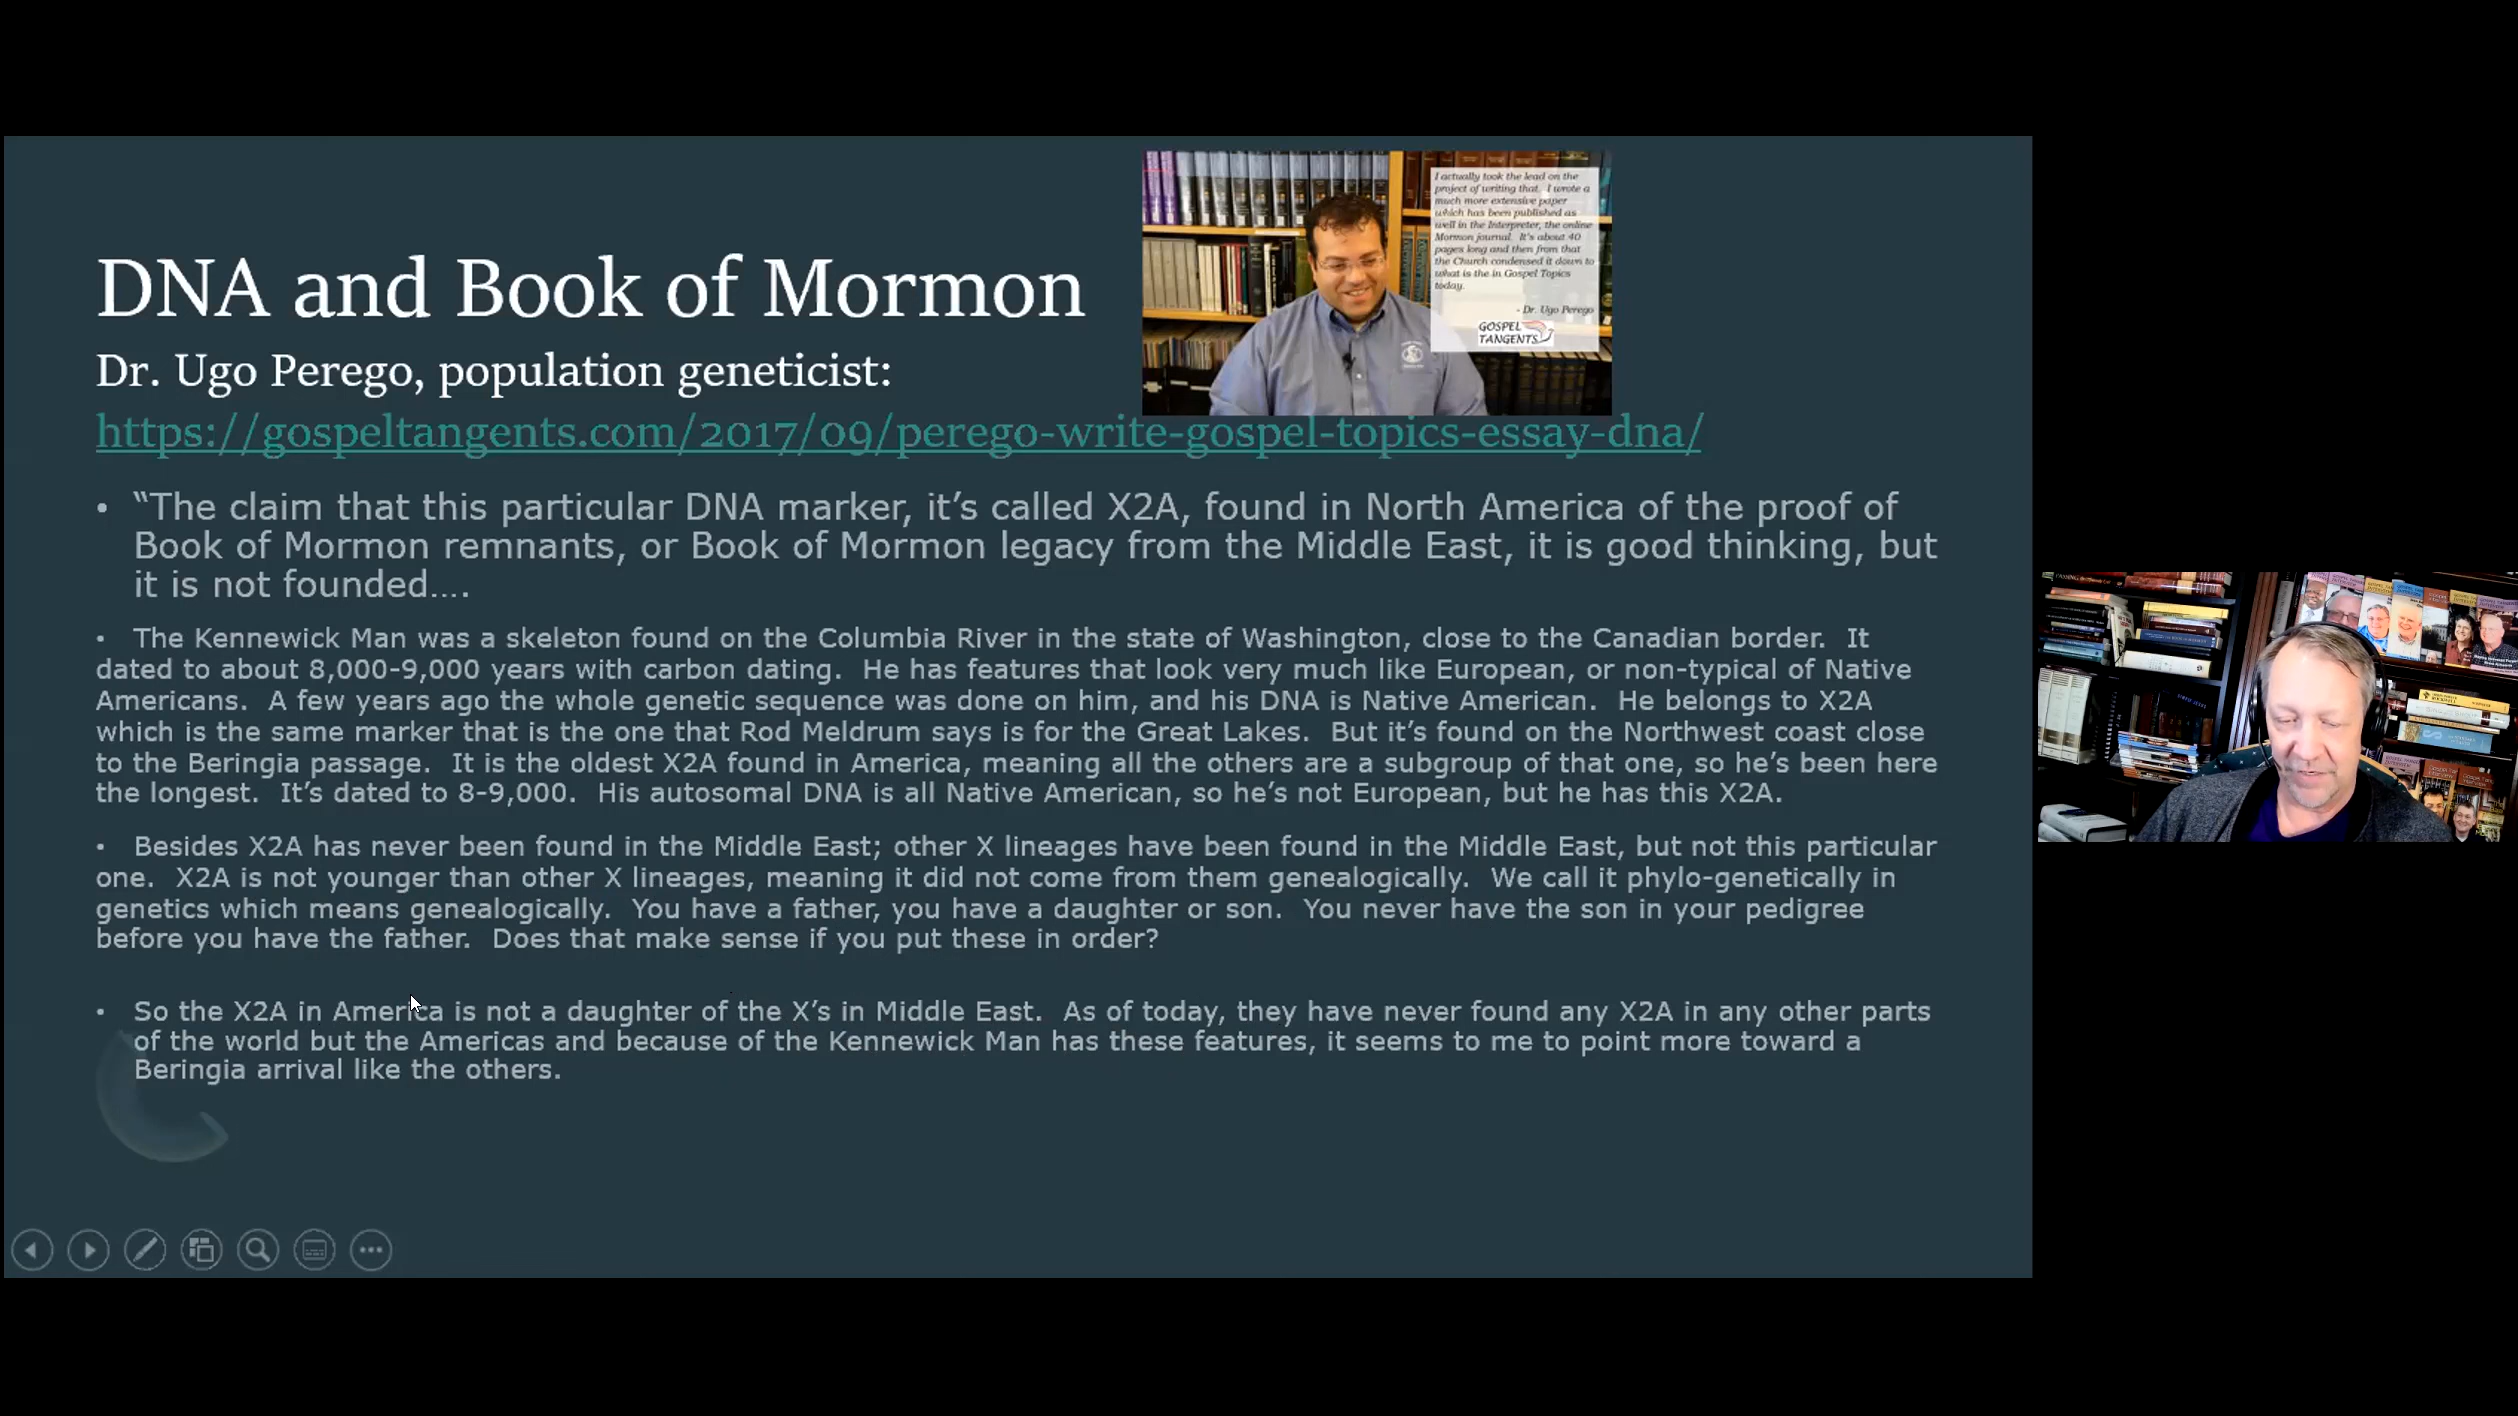 DNA and Book of Mormon
Dr. Ugo Perego, population geneticist:
https://gospeltangents.com/2017/09/perego-write-gospel-topics-essay-dna/
I actually took the lead on the
project of writing that. I wrote a
much more extensive paper
which has been published as
well in the Interpreter, the online
Mormon journal. It's about 40
pages long and then from that
the Church condensed it down to
what is the in Gospel Topics
today.
- Dr. Ugo Perego
GOSPEL
TANGENTS
• “The claim that this particular DNA marker, it’s called X2A, found in North America of the proof of
Book of Mormon remnants, or Book of Mormon legacy from the Middle East, it is good thinking, but
it is not founded….
• The Kennewick Man was a skeleton found on the Columbia River in the state of Washington, close to the Canadian border. It
dated to about 8,000-9,000 years with carbon dating. He has features that look very much like European, or non-typical of Native
Americans. A few years ago the whole genetic sequence was done on him, and his DNA is Native American. He belongs to X2A
which is the same marker that is the one that Rod Meldrum says is for the Great Lakes. But it’s found on the Northwest coast close
to the Beringia passage. It is the oldest X2A found in America, meaning all the others are a subgroup of that one, so he’s been here
the longest. It’s dated to 8-9,000. His autosomal DNA is all Native American, so he’s not European, but he has this X2A.
• Besides X2A has never been found in the Middle East; other X lineages have been found in the Middle East, but not this particular
one. X2A is not younger than other X lineages, meaning it did not come from them genealogically. We call it phylo-genetically in
genetics which means genealogically. You have a father, you have a daughter or son. You never have the son in your pedigree
before you have the father. Does that make sense if you put these in order?
• So the X2A in America is not a daughter of the X’s in Middle East. As of today, they have never found any X2A in any other parts
of the world but the Americas and because of the Kennewick Man has these features, it seems to me to point more toward a
Beringia arrival like the others.